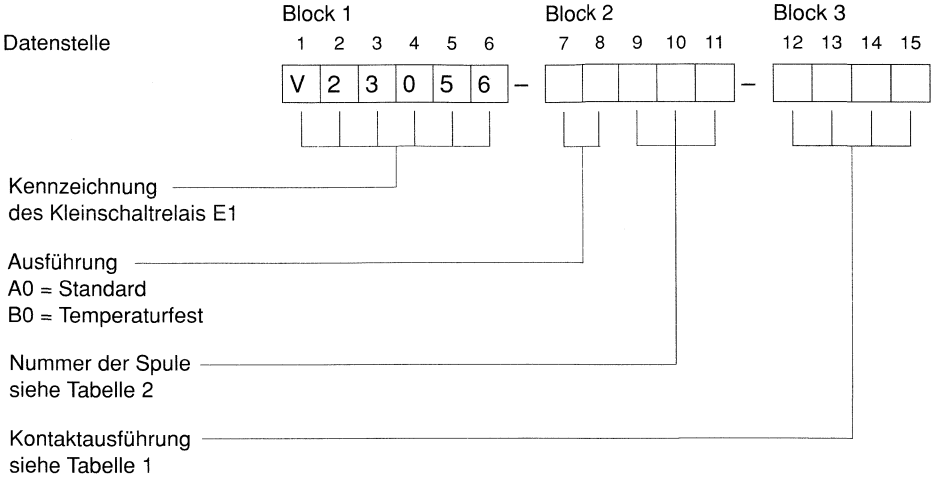 Block 1 Block 2 Block 3
Datenstelle 1 2 3 4 5 6 7 8 9 10 11 12 13 14 15
V 2 3 0 5 6 – –
Kennzeichnung
des Kleinschaltrelais E1
Ausführung
A0 = Standard
B0 = Temperaturfest
Nummer der Spule
siehe Tabelle 2
Kontaktausführung
siehe Tabelle 1